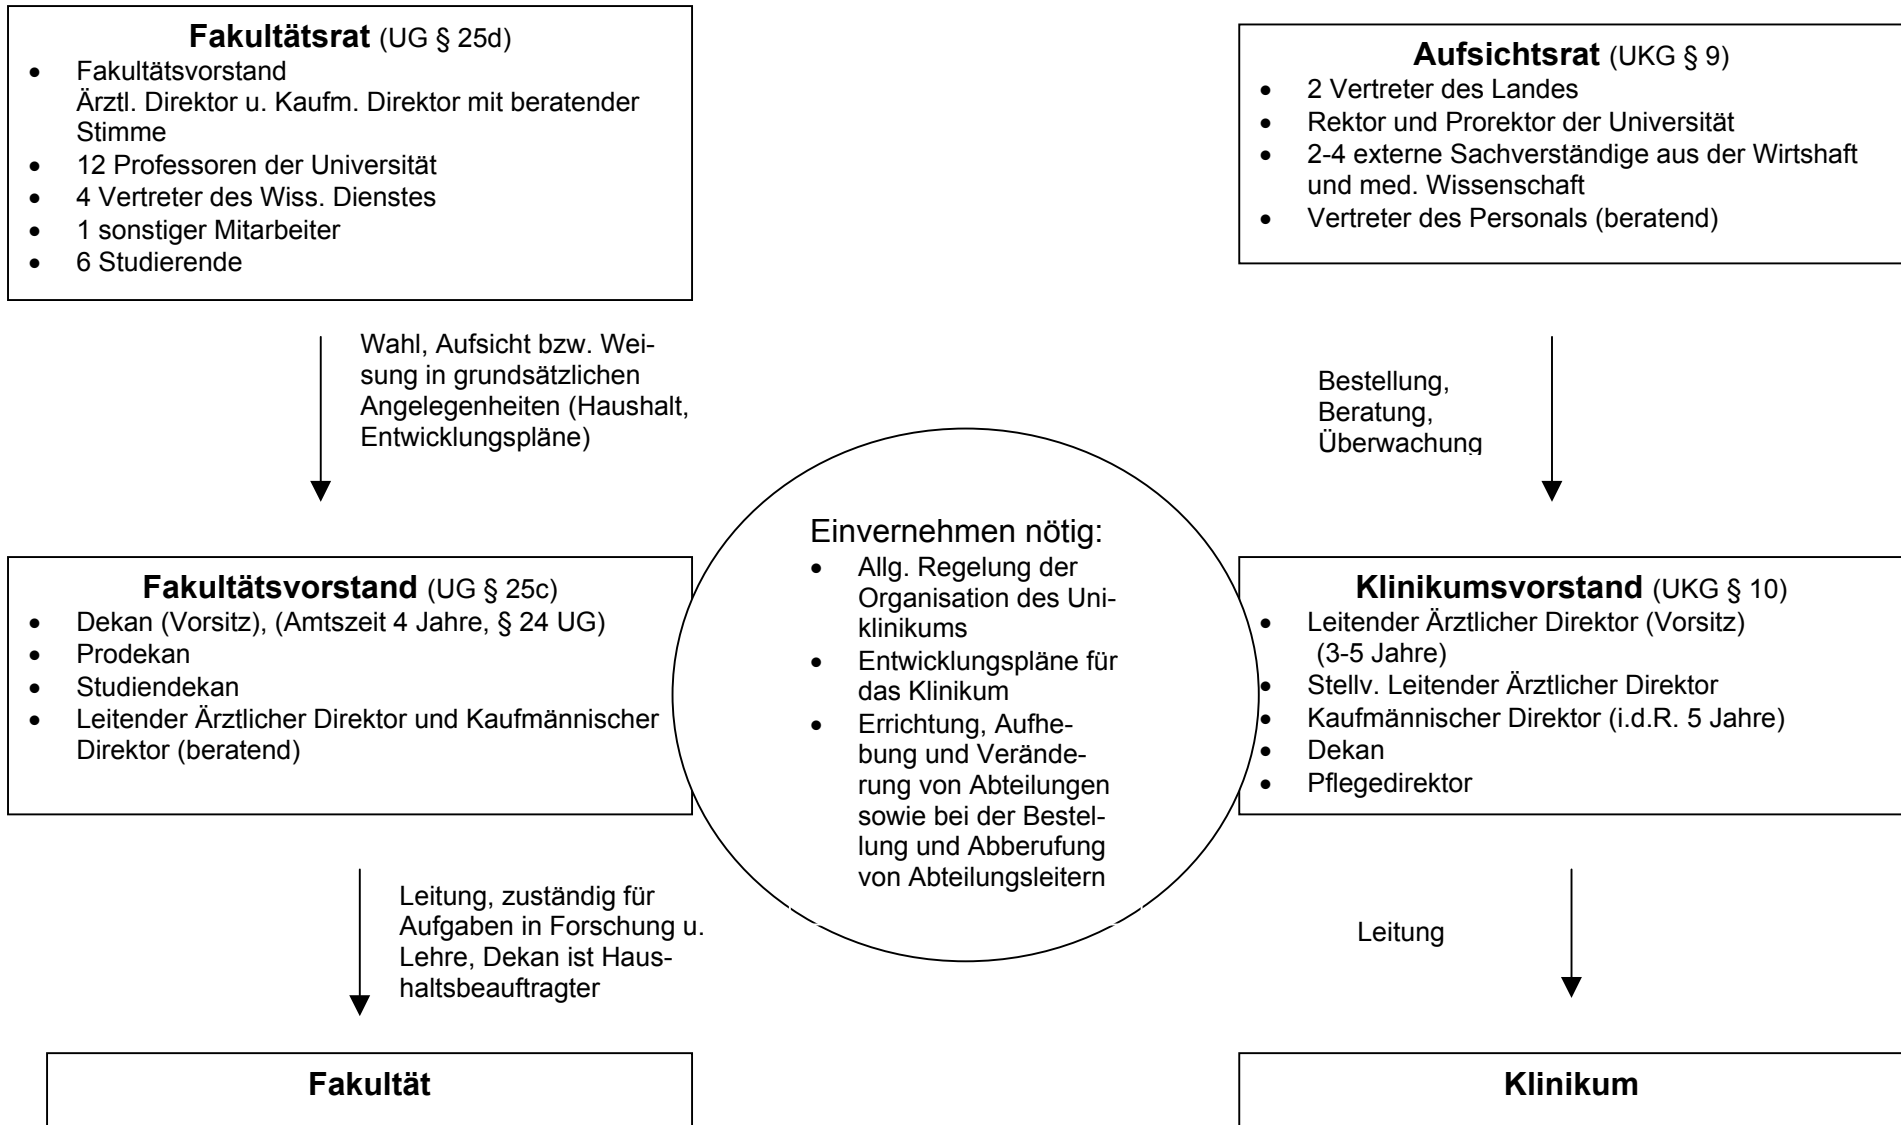 Fakultätsrat (UG § 25d)
• Fakultätsvorstand
Ärztl. Direktor u. Kaufm. Direktor mit beratender
Stimme
• 12 Professoren der Universität
• 4 Vertreter des Wiss. Dienstes
• 1 sonstiger Mitarbeiter
• 6 Studierende
Aufsichtsrat (UKG § 9)
• 2 Vertreter des Landes
• Rektor und Prorektor der Universität
• 2-4 externe Sachverständige aus der Wirtshaft
und med. Wissenschaft
• Vertreter des Personals (beratend)
Wahl, Aufsicht bzw. Wei-
sung in grundsätzlichen
Angelegenheiten (Haushalt,
Entwicklungspläne)
Bestellung,
Beratung,
Überwachung
Fakultätsvorstand (UG § 25c)
• Dekan (Vorsitz), (Amtszeit 4 Jahre, § 24 UG)
• Prodekan
• Studiendekan
• Leitender Ärztlicher Direktor und Kaufmännischer
Direktor (beratend)
Einvernehmen nötig:
• Allg. Regelung der
Organisation des Uni-
klinikums
• Entwicklungspläne für
das Klinikum
• Errichtung, Aufhe-
bung und Verände-
rung von Abteilungen
sowie bei der Bestel-
lung und Abberufung
von Abteilungsleitern
Klinikumsvorstand (UKG § 10)
• Leitender Ärztlicher Direktor (Vorsitz)
(3-5 Jahre)
• Stellv. Leitender Ärztlicher Direktor
• Kaufmännischer Direktor (i.d.R. 5 Jahre)
• Dekan
• Pflegedirektor
Leitung, zuständig für
Aufgaben in Forschung u.
Lehre, Dekan ist Haus-
haltsbeauftragter
Leitung
Fakultät
Klinikum